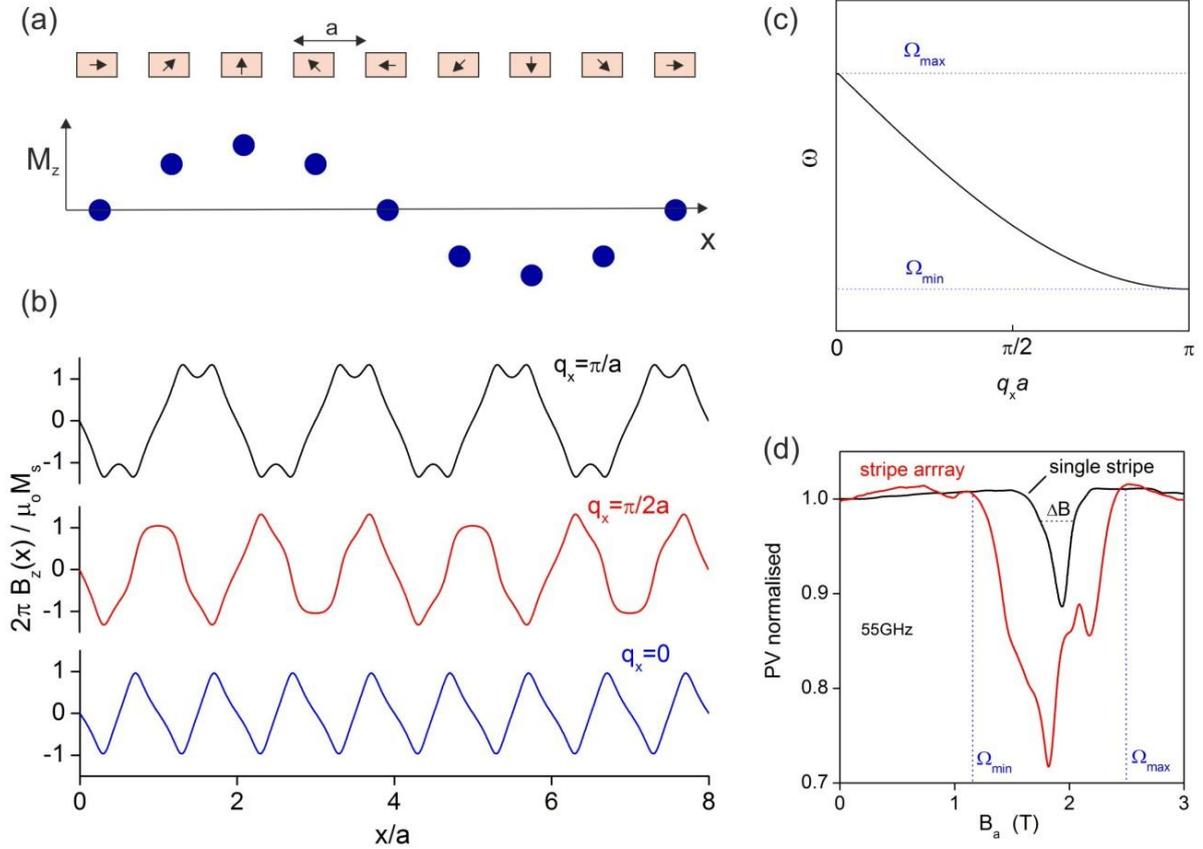 (a)
a
M_z
x
(b)
q_x=π/a
1
0
-1
q_x=π/2a
1
0
-1
q_x=0
1
0
-1
2π B_z(x) / μ_o M_s
0 2 4 6 8
x/a
(c)
Ω_max
ω
Ω_min
0 π/2 π
q_x a
(d)
stripe arrray
single stripe
ΔB
1.0
0.9
55GHz
0.8
PV normalised
Ω_min
Ω_max
0.7
0 1 2 3
B_a (T)